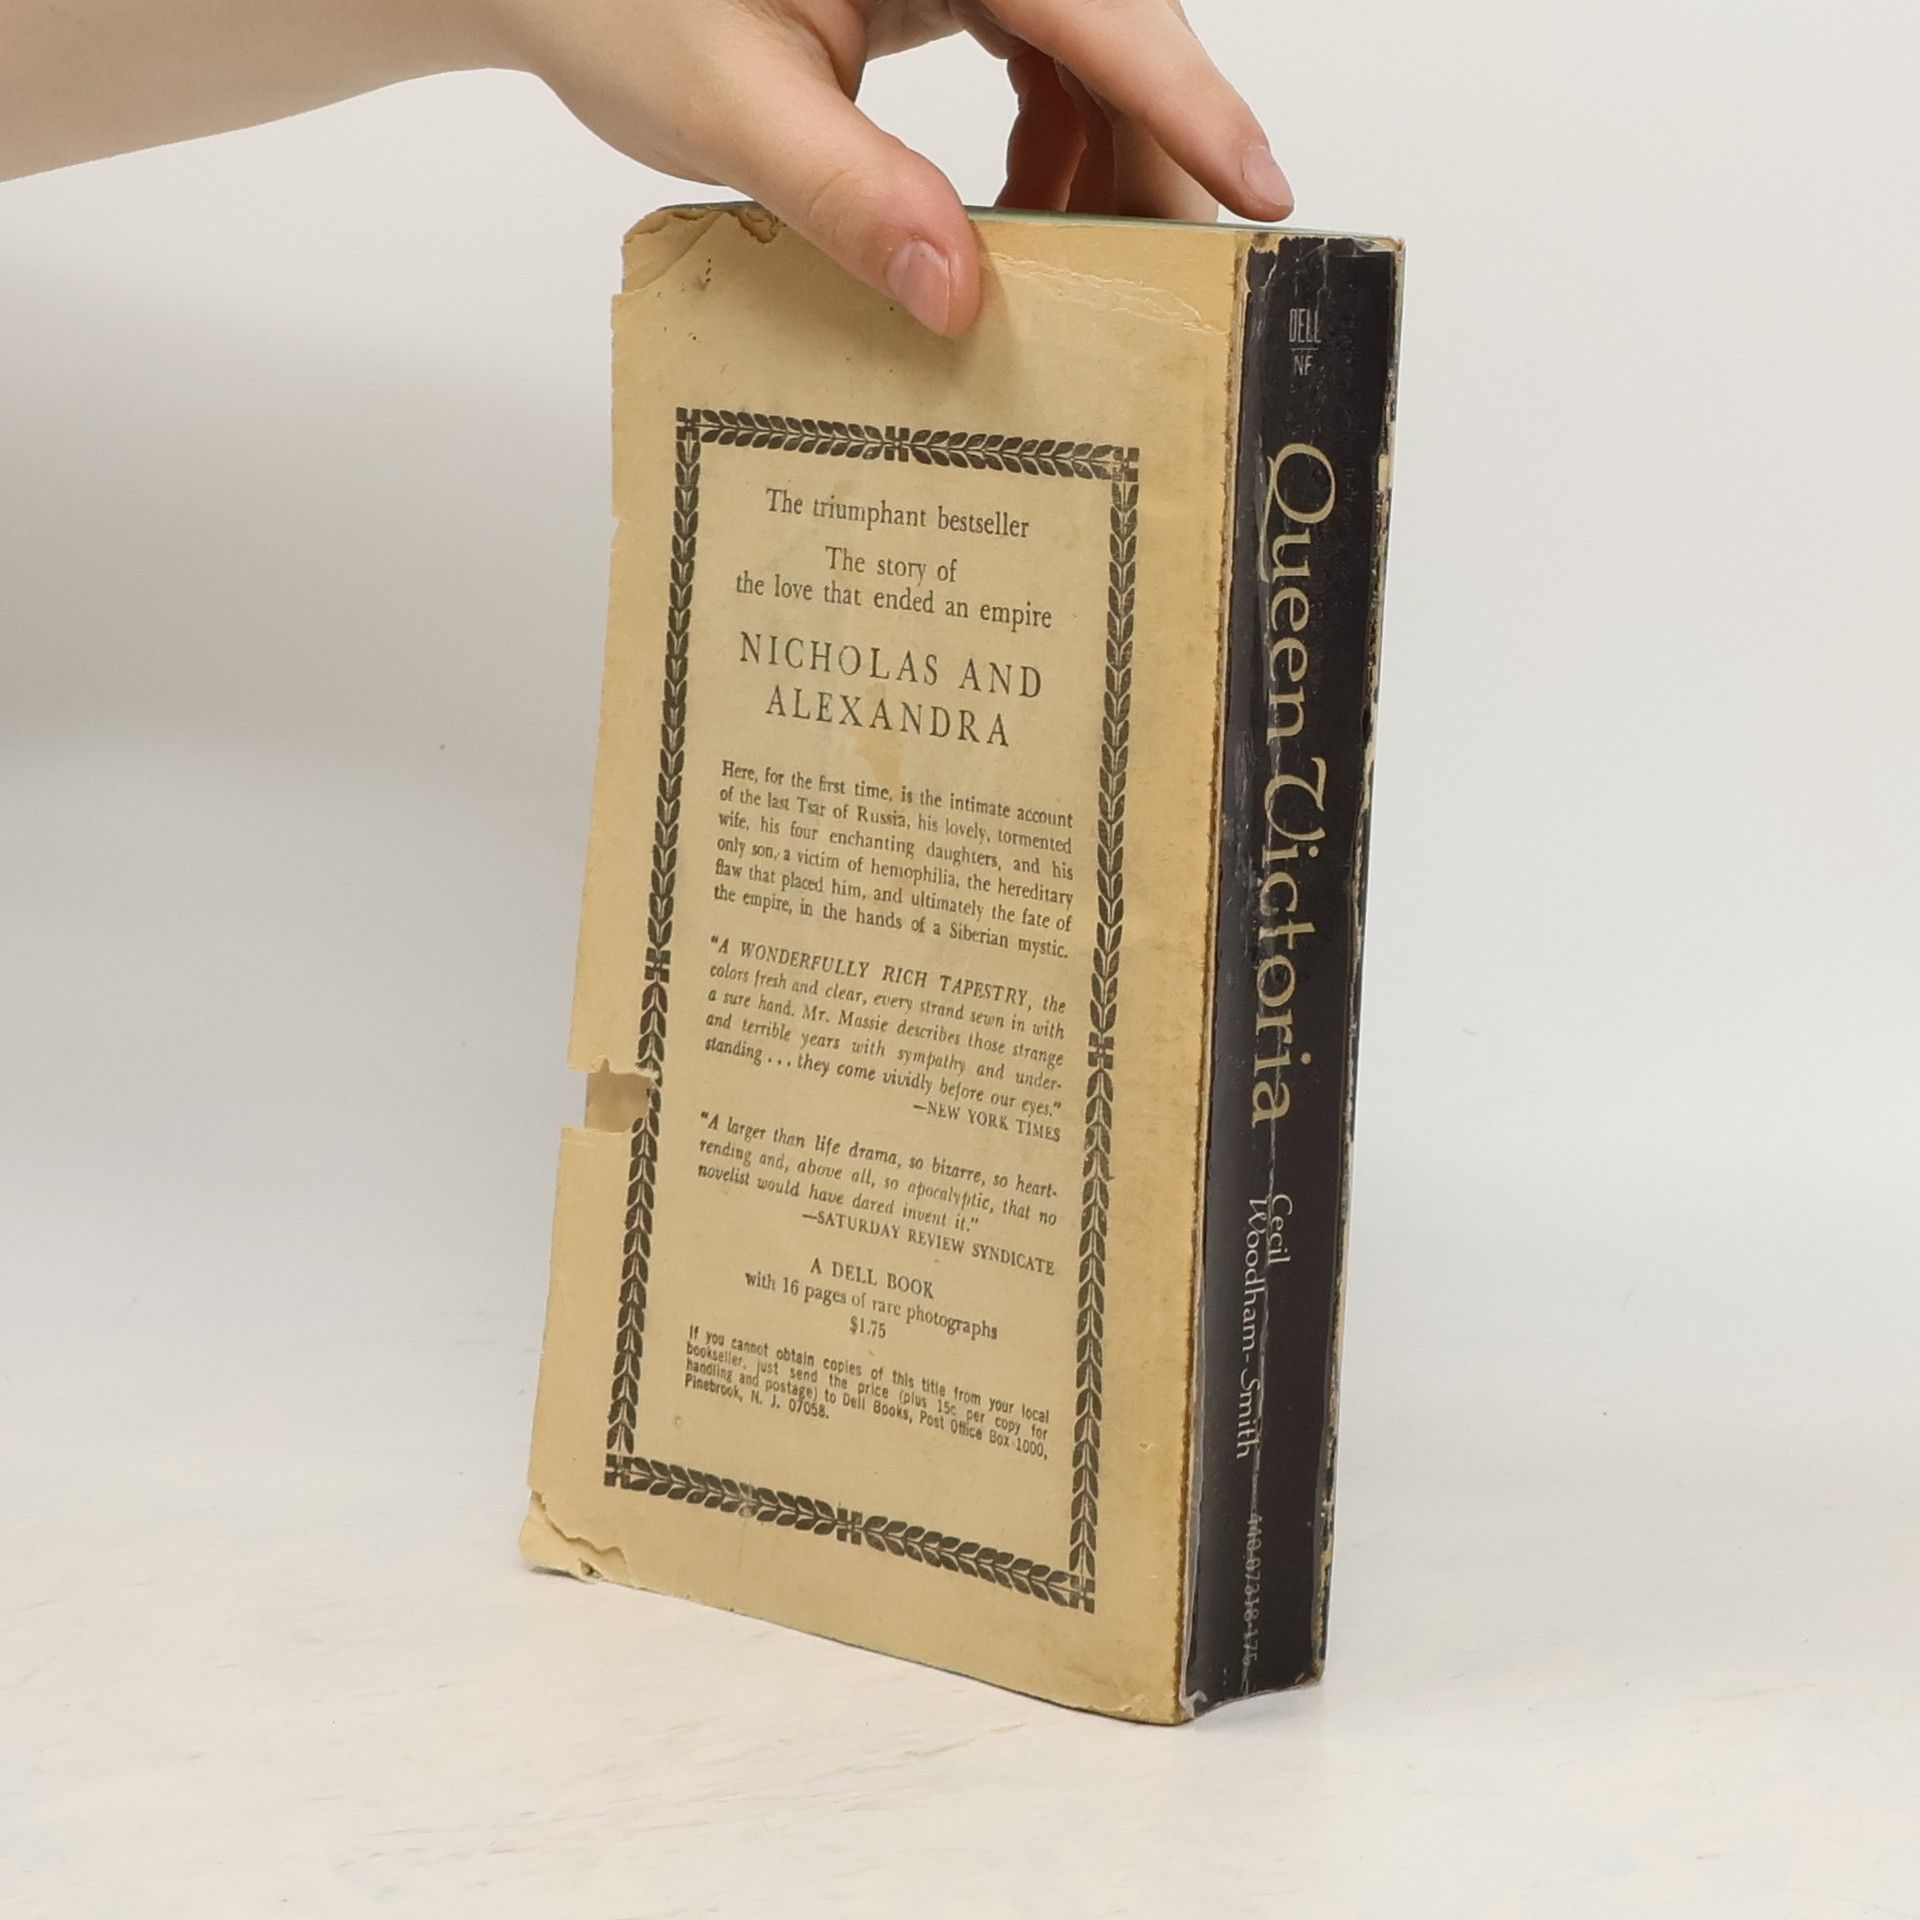 The triumphant bestseller
The story of
the love that ended an empire
NICHOLAS AND
ALEXANDRA
Here, for the first time, is the intimate account
of the last Tsar of Russia, his lovely, tormented
wife, his four enchanting daughters, and his
only son, a victim of hemophilia, the hereditary
flaw that placed him, and ultimately the fate of
the empire, in the hands of a Siberian mystic.
"A WONDERFULLY RICH TAPESTRY, the
colors fresh and clear, every strand sewn in with
a sure hand. Mr. Massie describes those strange
and terrible years with sympathy and under-
standing . . . they come vividly before our eyes."
—NEW YORK TIMES
"A larger than life drama, so bizarre, so heart-
rending and, above all, so apocalyptic, that no
novelist would have dared invent it."
—SATURDAY REVIEW SYNDICATE
A DELL BOOK
with 16 pages of rare photographs
$1.75
If you cannot obtain copies of this title from your local
bookseller, just send the price (plus 15c per copy for
handling and postage) to Dell Books, Post Office Box 1000,
Pinebrook, N. J. 07058.
DELL
NF
Queen Victoria
Cecil
Woodham-Smith
440-07318-175